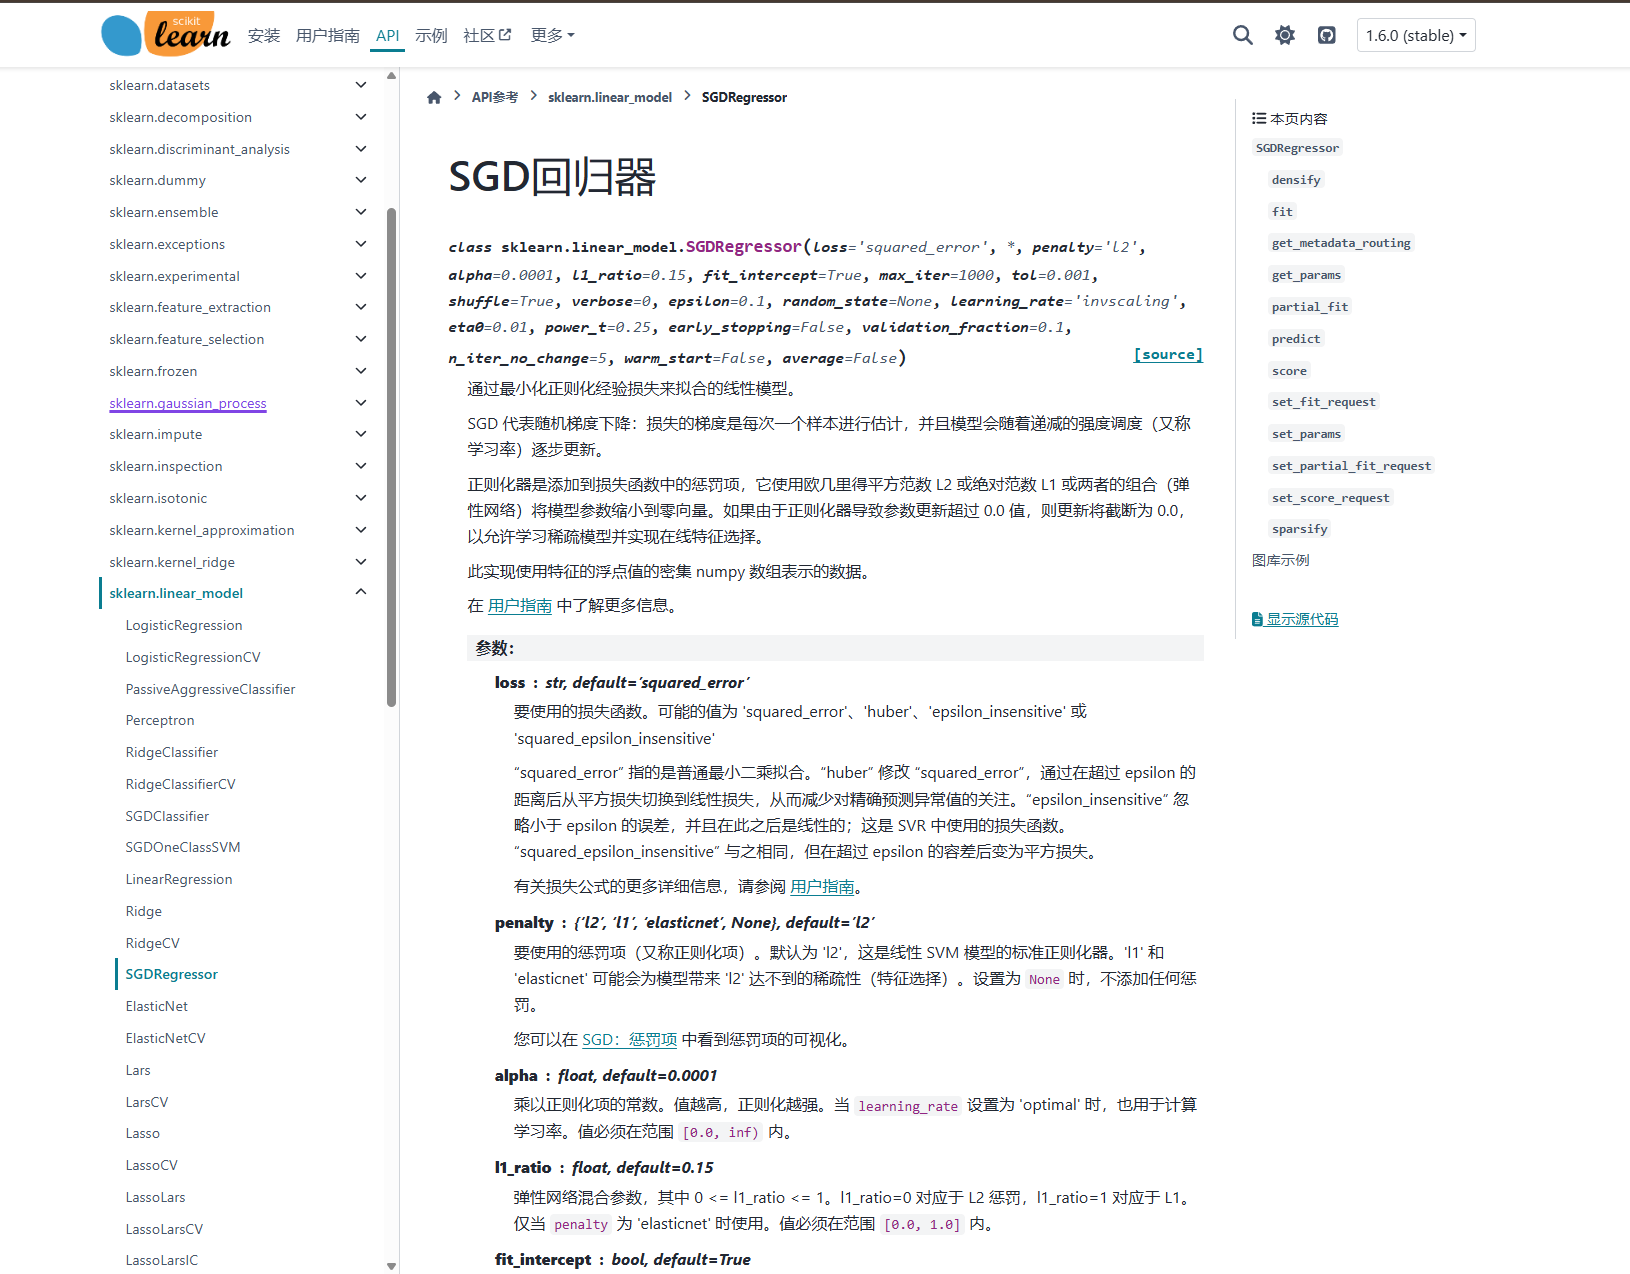 scikit
learn
安装 用户指南 API 示例 社区 更多
1.6.0 (stable)
sklearn.datasets
sklearn.decomposition
sklearn.discriminant_analysis
sklearn.dummy
sklearn.ensemble
sklearn.exceptions
sklearn.experimental
sklearn.feature_extraction
sklearn.feature_selection
sklearn.frozen
sklearn.gaussian_process
sklearn.impute
sklearn.inspection
sklearn.isotonic
sklearn.kernel_approximation
sklearn.kernel_ridge
sklearn.linear_model
LogisticRegression
LogisticRegressionCV
PassiveAggressiveClassifier
Perceptron
RidgeClassifier
RidgeClassifierCV
SGDClassifier
SGDOneClassSVM
LinearRegression
Ridge
RidgeCV
SGDRegressor
ElasticNet
ElasticNetCV
Lars
LarsCV
Lasso
LassoCV
LassoLars
LassoLarsCV
LassoLarsIC
API参考 sklearn.linear_model SGDRegressor
SGD回归器
class sklearn.linear_model.SGDRegressor(loss='squared_error', *, penalty='l2',
alpha=0.0001, l1_ratio=0.15, fit_intercept=True, max_iter=1000, tol=0.001,
shuffle=True, verbose=0, epsilon=0.1, random_state=None, learning_rate='invscaling',
eta0=0.01, power_t=0.25, early_stopping=False, validation_fraction=0.1,
n_iter_no_change=5, warm_start=False, average=False) [source]
通过最小化正则化经验损失来拟合的线性模型。
SGD 代表随机梯度下降：损失的梯度是每次一个样本进行估计，并且模型会随着递减的强度调度（又称
学习率）逐步更新。
正则化器是添加到损失函数中的惩罚项，它使用欧几里得平方范数 L2 或绝对范数 L1 或两者的组合（弹
性网络）将模型参数缩小到零向量。如果由于正则化器导致参数更新超过 0.0 值，则更新将截断为 0.0，
以允许学习稀疏模型并实现在线特征选择。
此实现使用特征的浮点值的密集 numpy 数组表示的数据。
在 用户指南 中了解更多信息。
参数：
loss : str, default='squared_error'
要使用的损失函数。可能的值为 'squared_error'、'huber'、'epsilon_insensitive' 或
'squared_epsilon_insensitive'
“squared_error” 指的是普通最小二乘拟合。“huber” 修改 “squared_error”，通过在超过 epsilon 的
距离后从平方损失切换到线性损失，从而减少对精确预测异常值的关注。“epsilon_insensitive” 忽
略小于 epsilon 的误差，并且在此之后是线性的；这是 SVR 中使用的损失函数。
“squared_epsilon_insensitive” 与之相同，但在超过 epsilon 的容差后变为平方损失。
有关损失公式的更多详细信息，请参阅 用户指南。
penalty : {'l2', 'l1', 'elasticnet', None}, default='l2'
要使用的惩罚项（又称正则化项）。默认为 'l2'，这是线性 SVM 模型的标准正则化器。'l1' 和
'elasticnet' 可能会为模型带来 'l2' 达不到的稀疏性（特征选择）。设置为 None 时，不添加任何惩
罚。
您可以在 SGD：惩罚项 中看到惩罚项的可视化。
alpha : float, default=0.0001
乘以正则化项的常数。值越高，正则化越强。当 learning_rate 设置为 'optimal' 时，也用于计算
学习率。值必须在范围 [0.0, inf) 内。
l1_ratio : float, default=0.15
弹性网络混合参数，其中 0 <= l1_ratio <= 1。l1_ratio=0 对应于 L2 惩罚，l1_ratio=1 对应于 L1。
仅当 penalty 为 'elasticnet' 时使用。值必须在范围 [0.0, 1.0] 内。
fit_intercept : bool, default=True
本页内容
SGDRegressor
densify
fit
get_metadata_routing
get_params
partial_fit
predict
score
set_fit_request
set_params
set_partial_fit_request
set_score_request
sparsify
图库示例
显示源代码